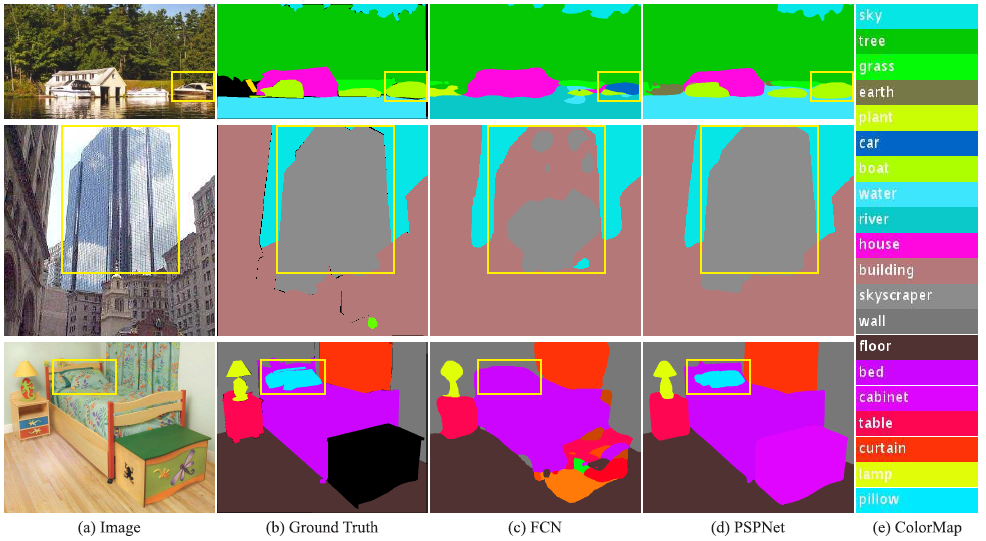 sky
tree
grass
earth
plant
car
boat
water
river
house
building
skyscraper
wall
floor
bed
cabinet
table
curtain
lamp
pillow
(a) Image
(b) Ground Truth
(c) FCN
(d) PSPNet
(e) ColorMap